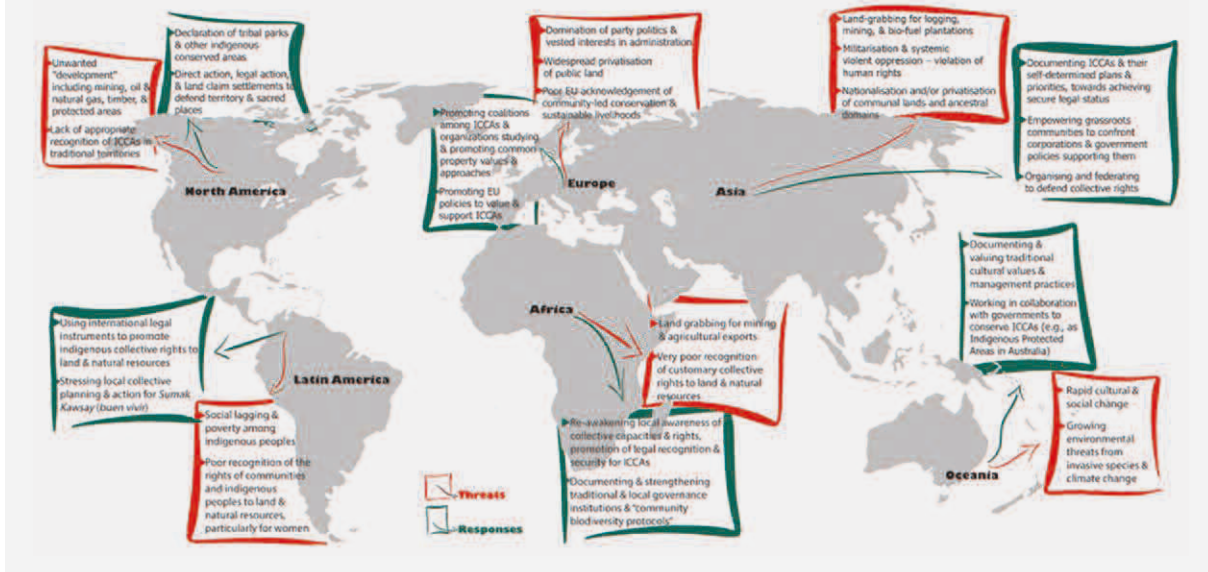 Unwanted
"development"
including mining, oil &
natural gas, timber, &
protected areas
Lack of appropriate
recognition of ICCAs in
traditional territories
Declaration of tribal parks
& other indigenous
conserved areas
Direct action, legal action,
& land claim settlements to
defend territory & sacred
places
North America
Domination of party politics &
vested interests in administration
Widespread privatisation
of public land
Poor EU acknowledgement of
community-led conservation &
sustainable livelihoods
Promoting coalitions
among ICCAs &
organizations studying
& promoting common
property values &
approaches
Promoting EU
policies to value &
support ICCAs
Europe
Land-grabbing for logging,
mining, & bio-fuel plantations
Militarisation & systemic
violent oppression – violation of
human rights
Nationalisation and/or privatisation
of communal lands and ancestral
domains
Documenting ICCAs & their
self-determined plans &
priorities, towards achieving
secure legal status
Empowering grassroots
communities to confront
corporations & government
policies supporting them
Organising and federating
to defend collective rights
Asia
Using international legal
instruments to promote
indigenous collective rights to
land & natural resources
Stressing local collective
planning & action for Sumak
Kawsay (buen vivir)
Latin America
Social lagging &
poverty among
indigenous peoples
Poor recognition of the
rights of communities
and indigenous
peoples to land &
natural resources,
particularly for women
Africa
Land grabbing for mining
& agricultural exports
Very poor recognition
of customary collective
rights to land & natural
resources
Re-awakening local awareness of
collective capacities & rights,
promotion of legal recognition &
security for ICCAs
Documenting & strengthening
traditional & local governance
institutions & "community
biodiversity protocols"
Documenting &
valuing traditional
cultural values &
management practices
Working in collaboration
with governments to
conserve ICCAs (e.g., as
Indigenous Protected
Areas in Australia)
Rapid cultural &
social change
Growing
environmental
threats from
invasive species &
climate change
Oceania
Threats
Responses